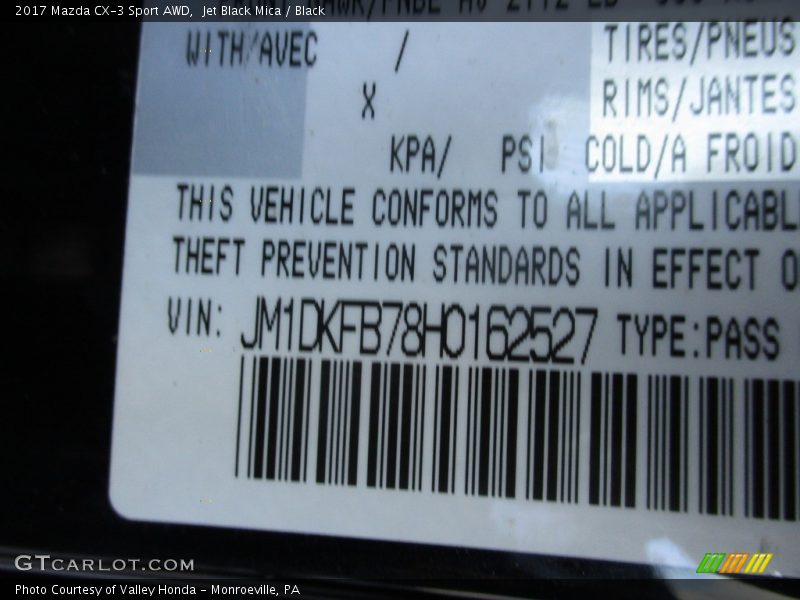 2017 Mazda CX-3 Sport AWD, Jet Black Mica / Black
WITH/AVEC / TIRES/PNEUS
X RIMS/JANTES
KPA/ PSI COLD/A FROID
THIS VEHICLE CONFORMS TO ALL APPLICABL
THEFT PREVENTION STANDARDS IN EFFECT O
VIN: JM1DKFB78H0162527 TYPE:PASS
GTCARLOT.COM
Photo Courtesy of Valley Honda - Monroeville, PA